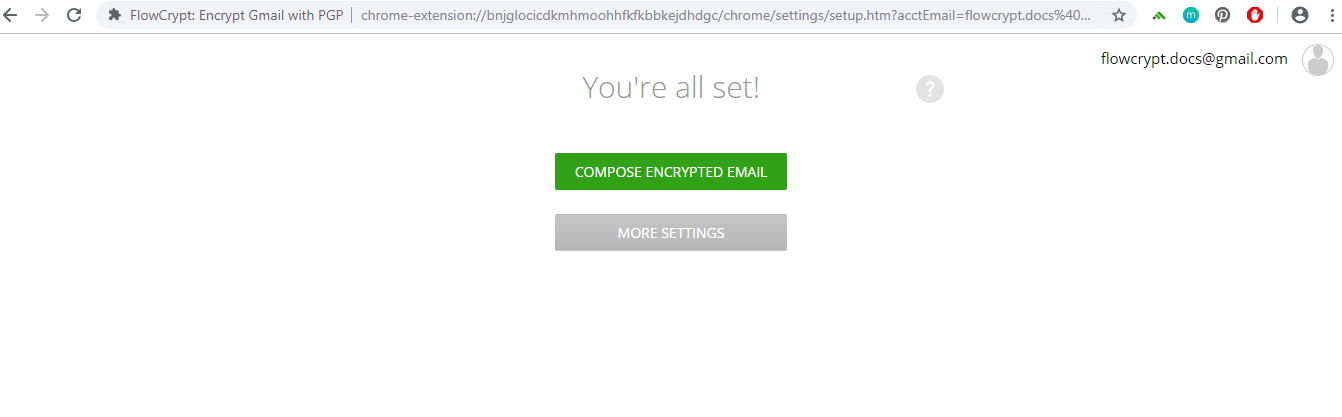 FlowCrypt: Encrypt Gmail with PGP
chrome-extension://bnjglocicdkmhmoohhfkfkbbkejdhdgc/chrome/settings/setup.htm?acctEmail=flowcrypt.docs%40...
m
flowcrypt.docs@gmail.com
You're all set!
?
COMPOSE ENCRYPTED EMAIL
MORE SETTINGS